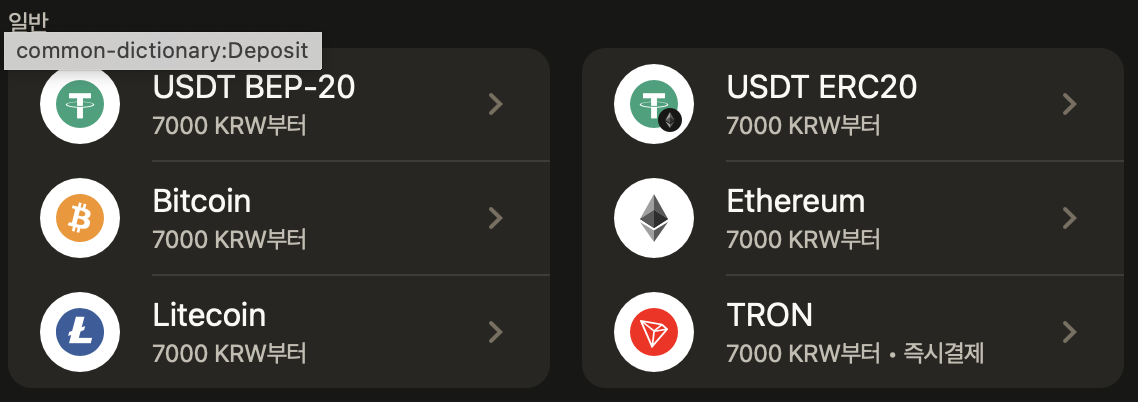 일반
common-dictionary:Deposit
USDT BEP-20
7000 KRW부터
USDT ERC20
7000 KRW부터
Bitcoin
7000 KRW부터
Ethereum
7000 KRW부터
Litecoin
7000 KRW부터
TRON
7000 KRW부터 • 즉시결제